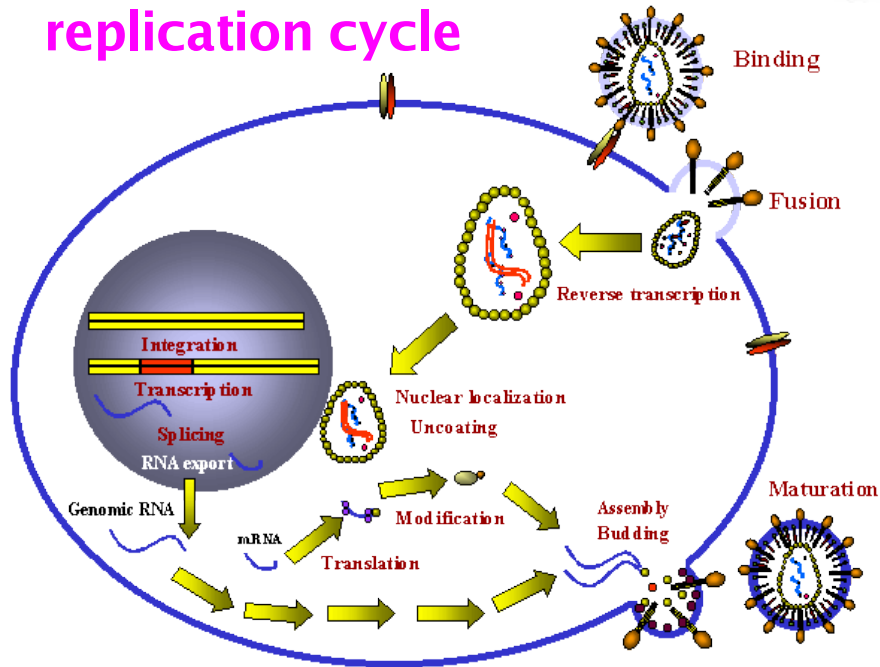 replication cycle
Binding
Fusion
Reverse transcription
Integration
Transcription
Nuclear localization
Uncoating
Splicing
RNA export
Genomic RNA
mRNA
Modification
Translation
Assembly
Budding
Maturation